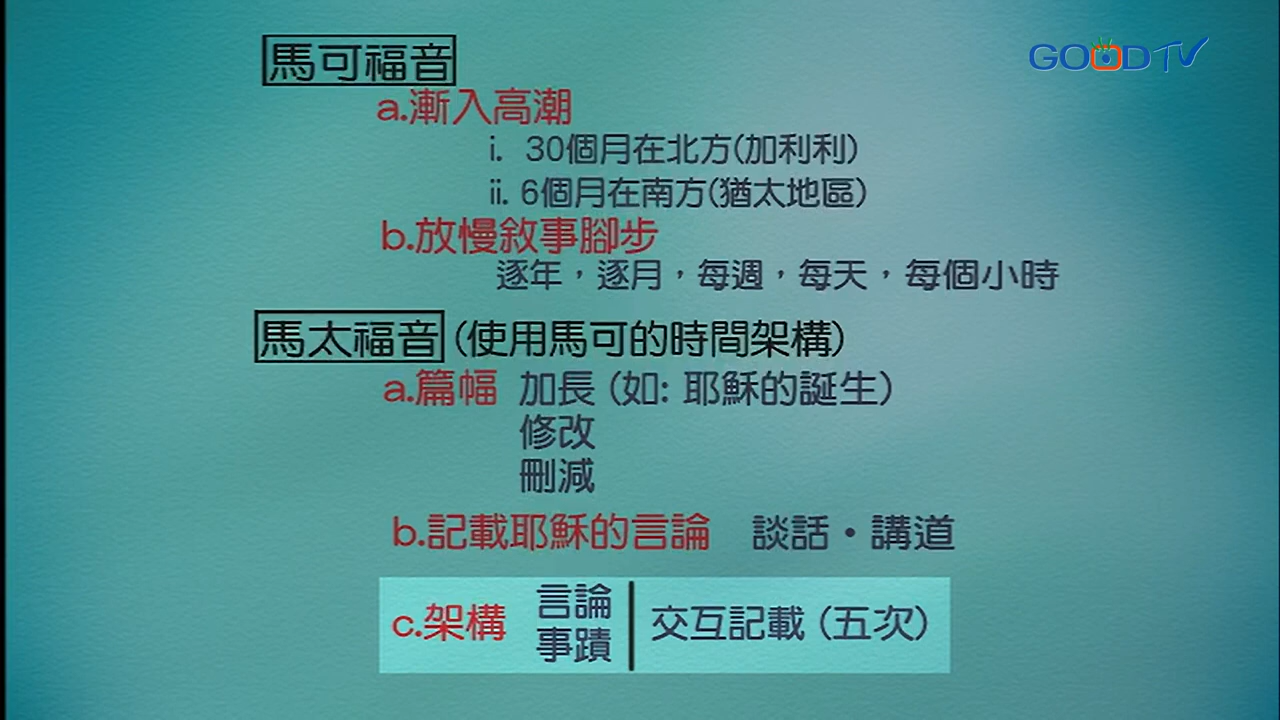 GOOD TV
馬可福音
a.漸入高潮
i. 30個月在北方(加利利)
ii. 6個月在南方(猶太地區)
b.放慢敘事腳步
逐年，逐月，每週，每天，每個小時
馬太福音 (使用馬可的時間架構)
a.篇幅 加長 (如: 耶穌的誕生)
修改
刪減
b.記載耶穌的言論 談話・講道
c.架構 言論 事蹟 交互記載 (五次)